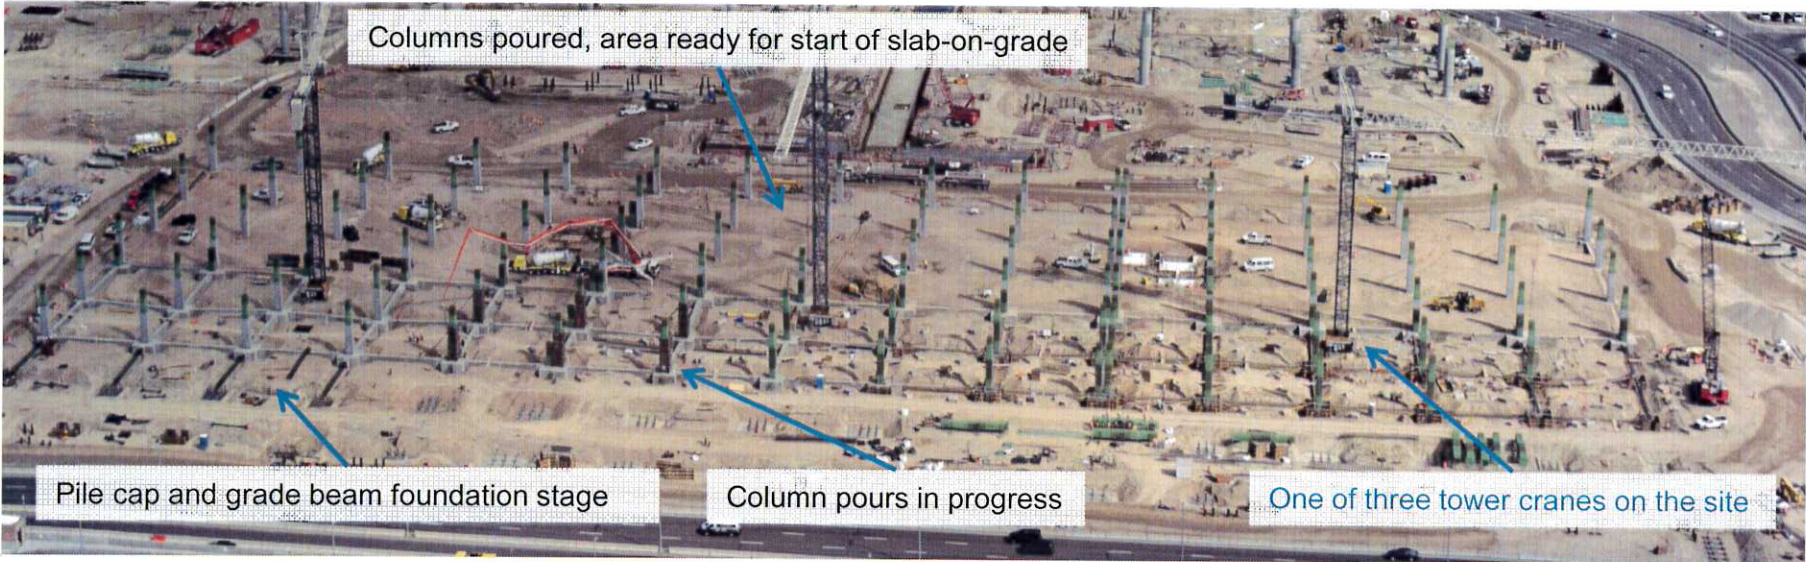 Columns poured, area ready for start of slab-on-grade
Pile cap and grade beam foundation stage
Column pours in progress
One of three tower cranes on the site